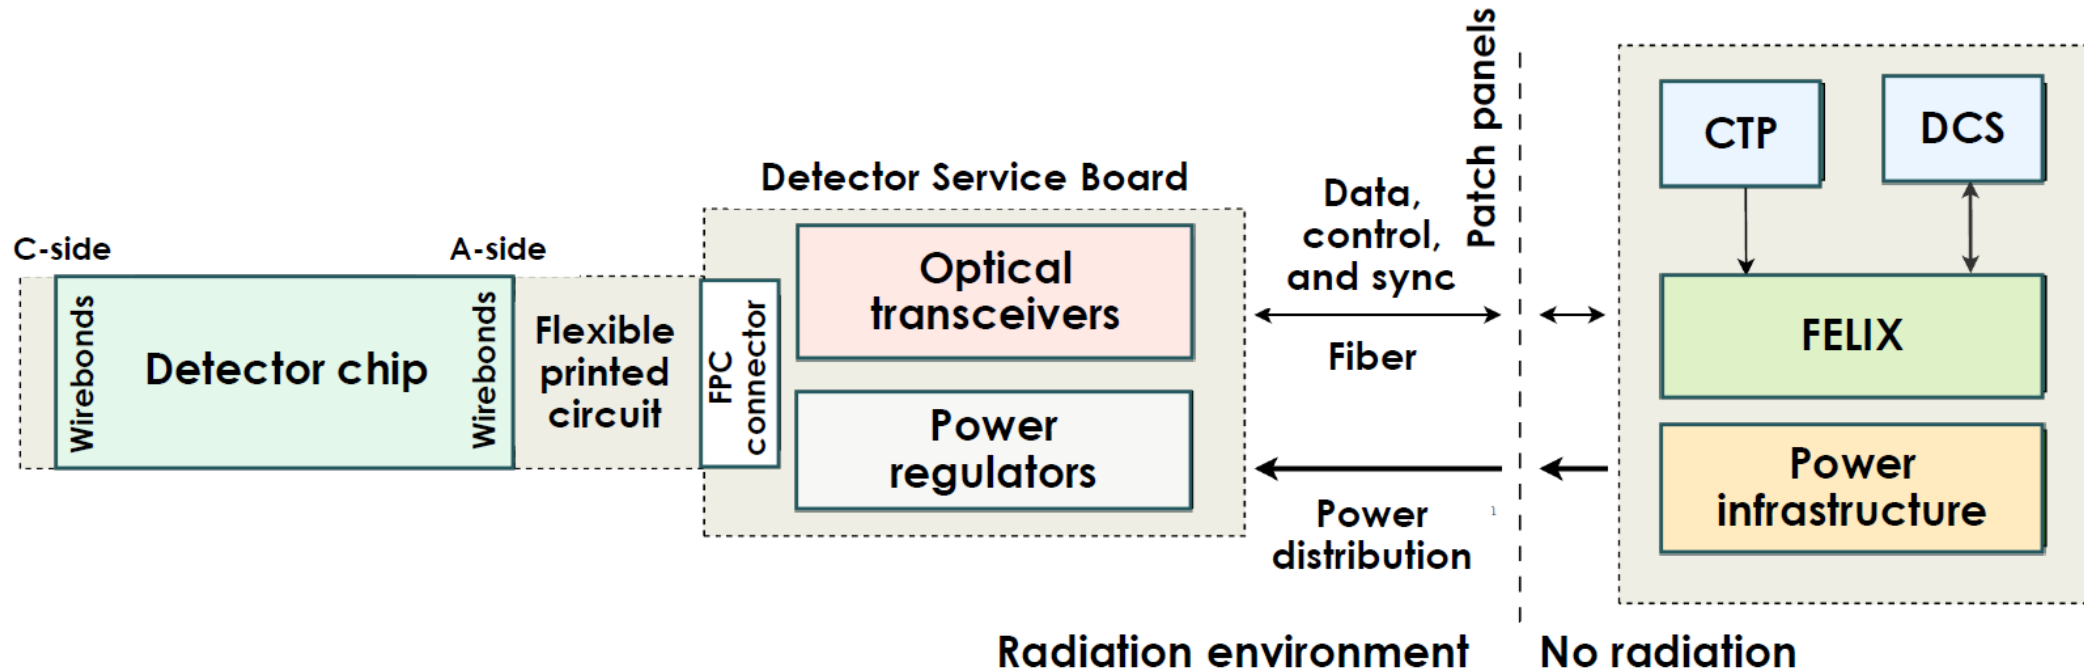 C-side
A-side
Wirebonds
Detector chip
Wirebonds
Flexible
printed
circuit
FPC
connector
Detector Service Board
Optical
transceivers
Power
regulators
Data,
control,
and sync
Fiber
Power
distribution
Patch panels
CTP
DCS
FELIX
Power
infrastructure
Radiation environment
No radiation